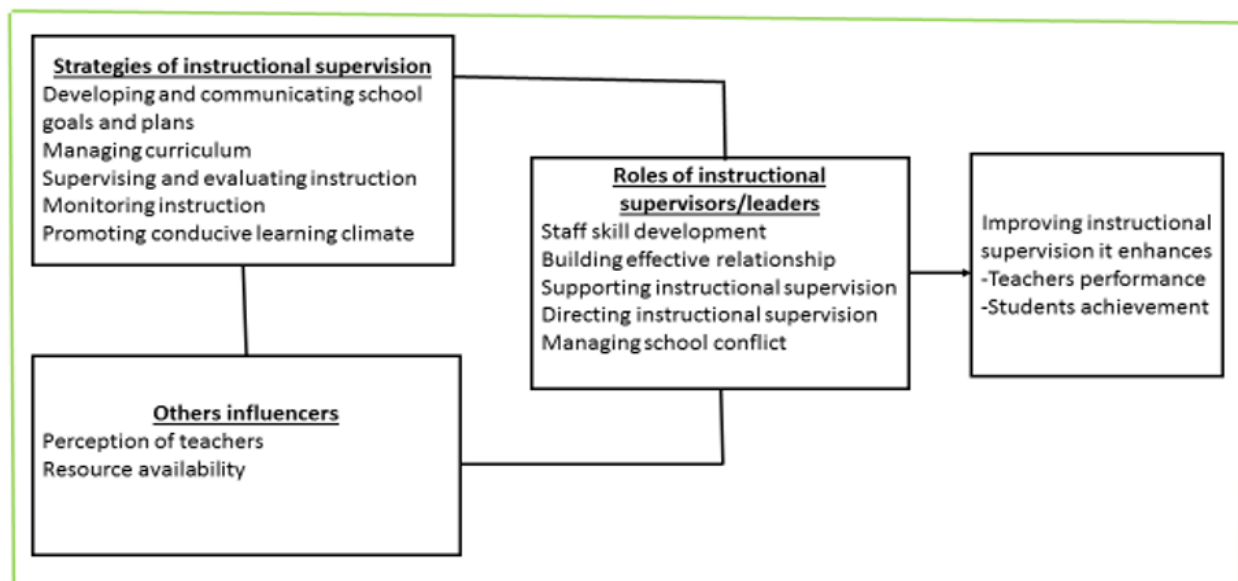 Strategies of instructional supervision
Developing and communicating school
goals and plans
Managing curriculum
Supervising and evaluating instruction
Monitoring instruction
Promoting conducive learning climate
Others influencers
Perception of teachers
Resource availability
Roles of instructional
supervisors/leaders
Staff skill development
Building effective relationship
Supporting instructional supervision
Directing instructional supervision
Managing school conflict
Improving instructional
supervision it enhances
-Teachers performance
-Students achievement